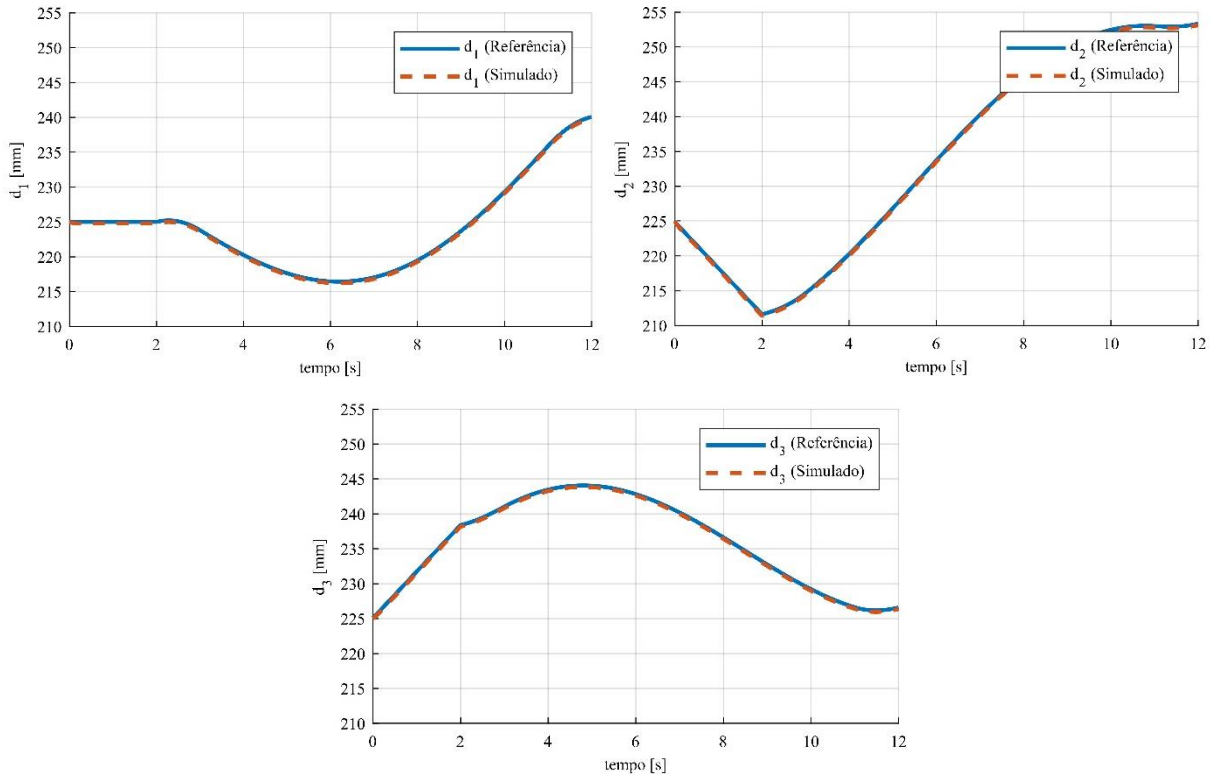 255
250
245
240
235
230
225
220
215
210
d1 [mm]
d1 (Referência)
d1 (Simulado)
0 2 4 6 8 10 12
tempo [s]
255
250
245
240
235
230
225
220
215
210
d2 [mm]
d2 (Referência)
d2 (Simulado)
0 2 4 6 8 10 12
tempo [s]
255
250
245
240
235
230
225
220
215
210
d3 [mm]
d3 (Referência)
d3 (Simulado)
0 2 4 6 8 10 12
tempo [s]